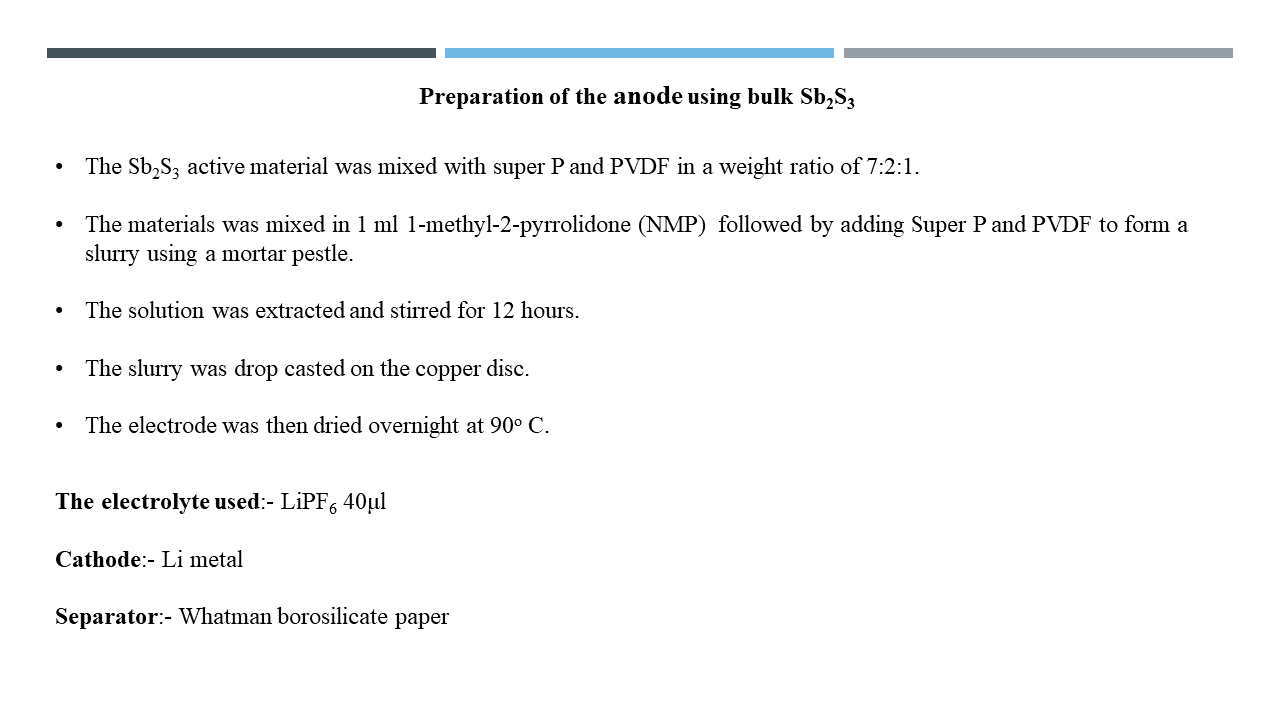 Preparation of the anode using bulk Sb₂S₃
• The Sb₂S₃ active material was mixed with super P and PVDF in a weight ratio of 7:2:1.
• The materials was mixed in 1 ml 1-methyl-2-pyrrolidone (NMP) followed by adding Super P and PVDF to form a
slurry using a mortar pestle.
• The solution was extracted and stirred for 12 hours.
• The slurry was drop casted on the copper disc.
• The electrode was then dried overnight at 90ᵒ C.
The electrolyte used:- LiPF₆ 40μl
Cathode:- Li metal
Separator:- Whatman borosilicate paper